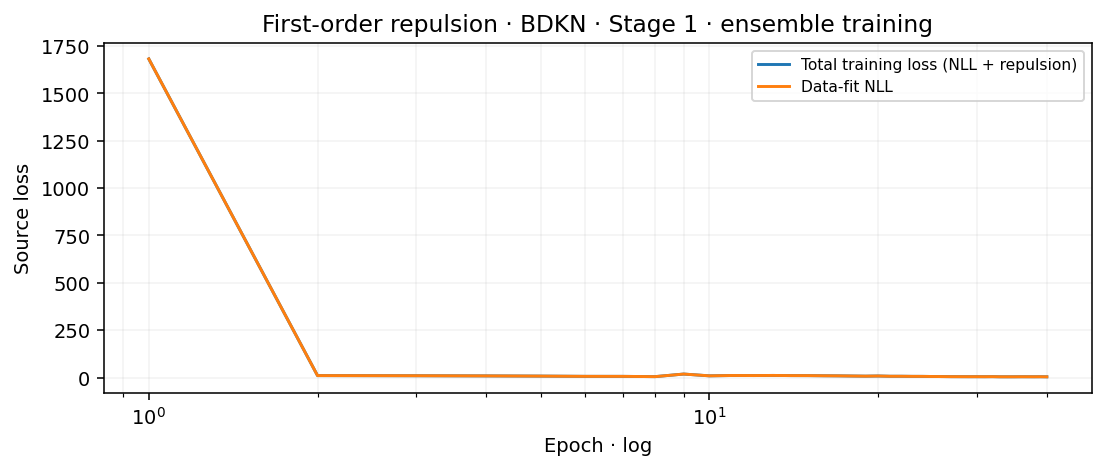 First-order repulsion · BDKN · Stage 1 · ensemble training
Total training loss (NLL + repulsion)
Data-fit NLL
Source loss
1750
1500
1250
1000
750
500
250
0
10⁰
10¹
Epoch · log